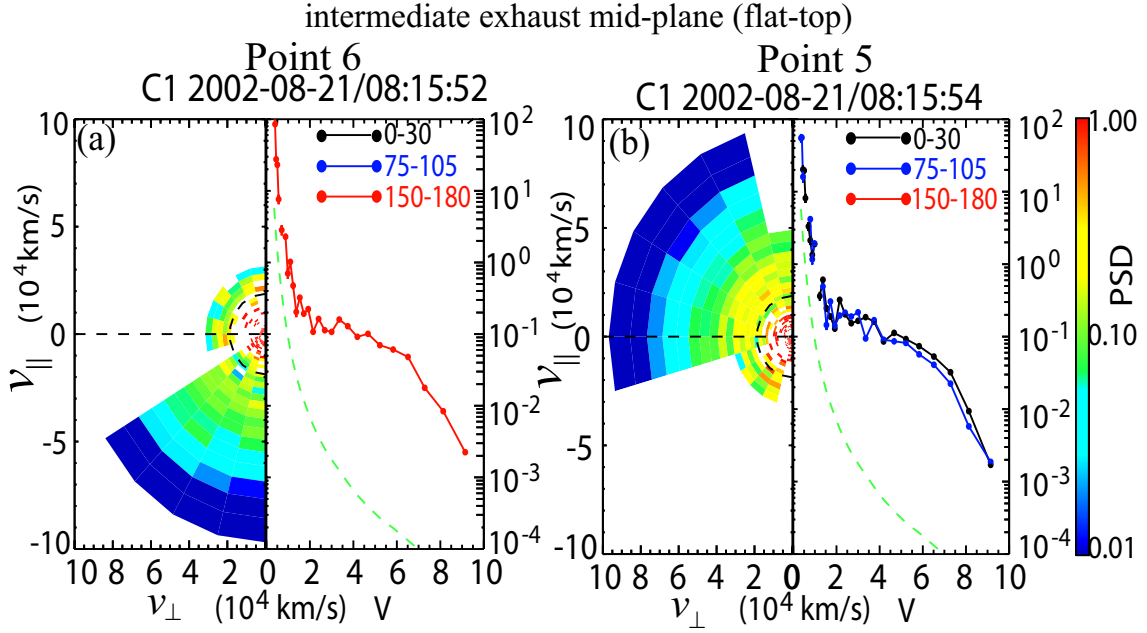 intermediate exhaust mid-plane (flat-top)
Point 6
C1 2002-08-21/08:15:52
(a)
0-30
75-105
150-180
10
5
0
-5
-10
v∥ (10⁴ km/s)
10 8 6 4 2 0 2 4 6 8 10
v⊥ (10⁴ km/s) V
10² 10¹ 10⁰ 10⁻¹ 10⁻² 10⁻³ 10⁻⁴
Point 5
C1 2002-08-21/08:15:54
(b)
0-30
75-105
150-180
10
5
0
-5
-10
v∥ (10⁴ km/s)
10 8 6 4 2 0 2 4 6 8 10
v⊥ (10⁴ km/s) V
10² 10¹ 10⁰ 10⁻¹ 10⁻² 10⁻³ 10⁻⁴
1.00
0.10
0.01
PSD